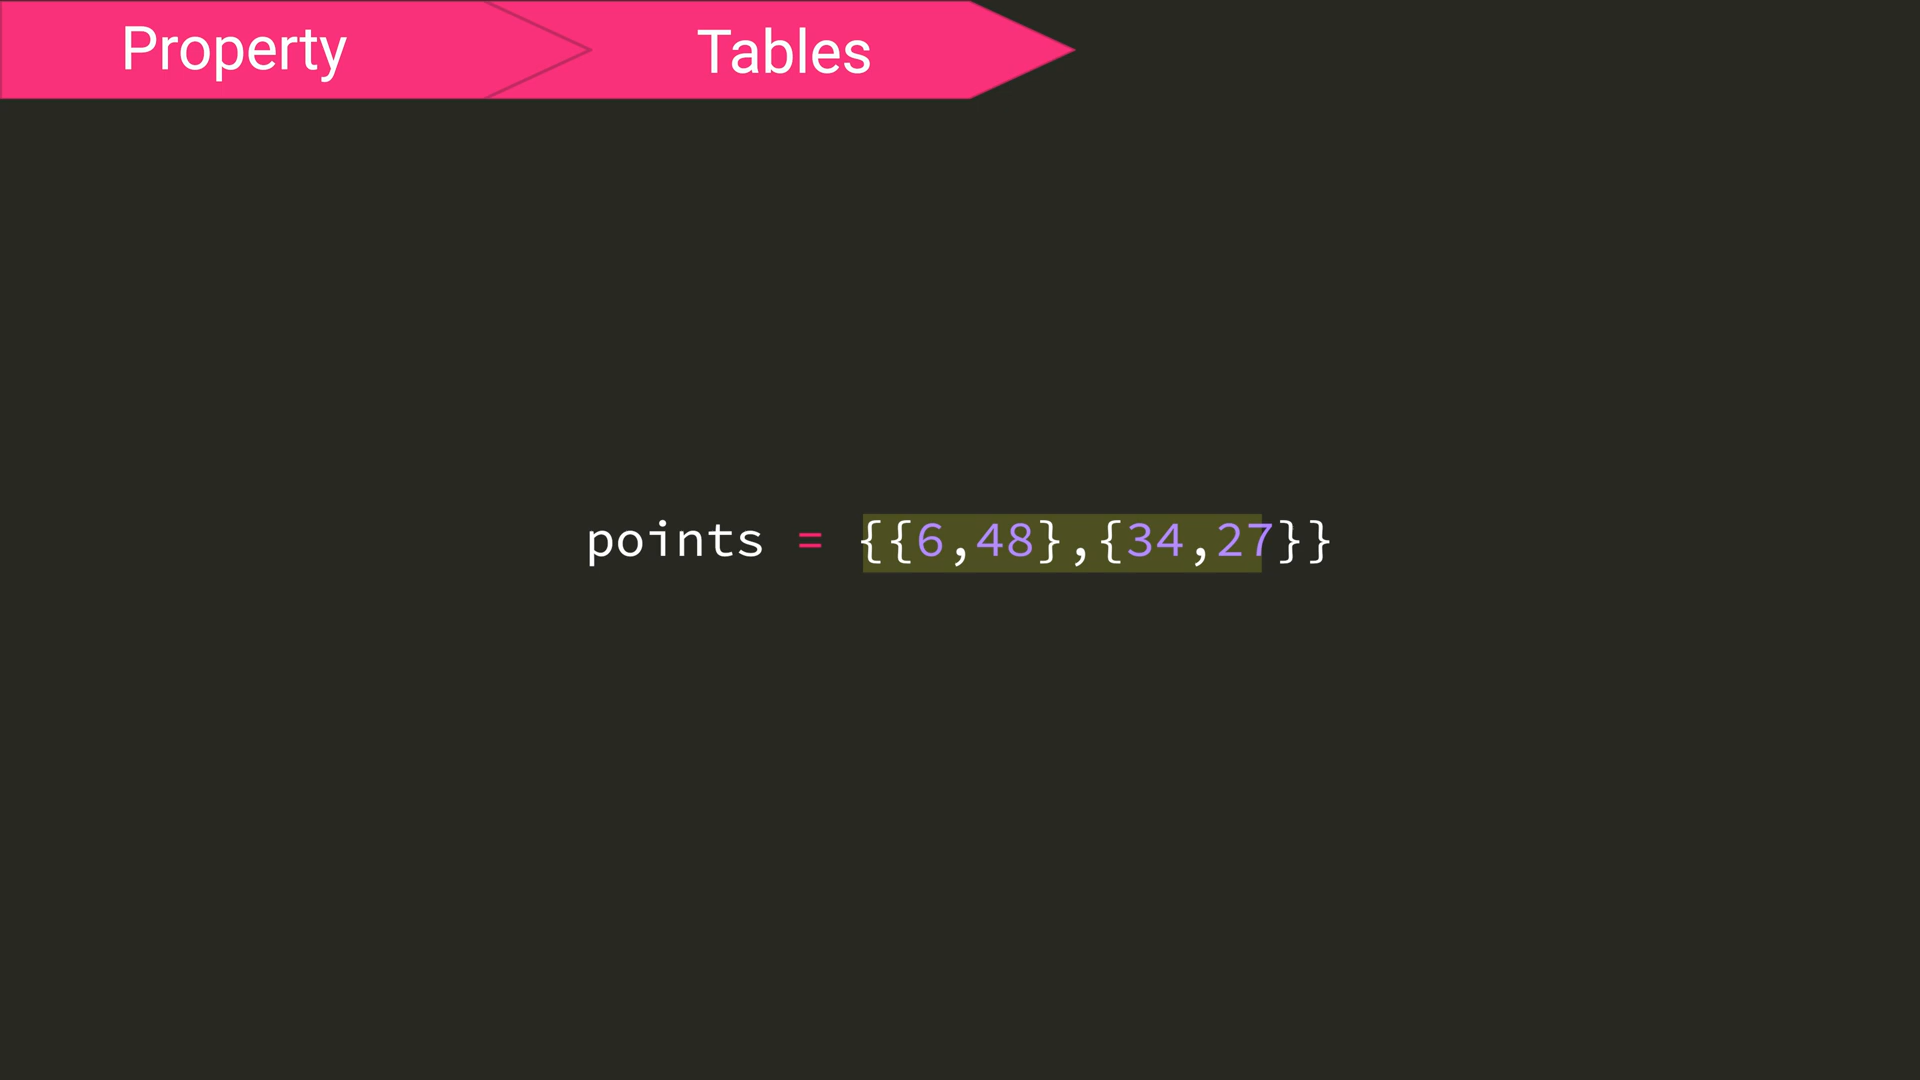 Property
Tables
points = {{6,48},{34,27}}